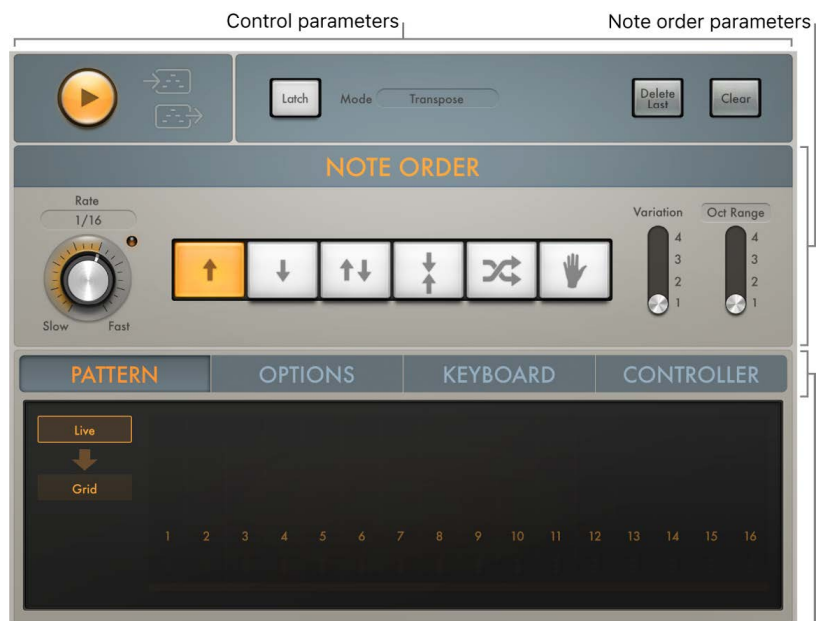 Control parameters
Note order parameters
Latch
Mode
Transpose
Delete
Last
Clear
NOTE ORDER
Rate
1/16
Slow
Fast
Variation
4
3
2
1
Oct Range
4
3
2
1
PATTERN
OPTIONS
KEYBOARD
CONTROLLER
Live
Grid
1 2 3 4 5 6 7 8 9 10 11 12 13 14 15 16